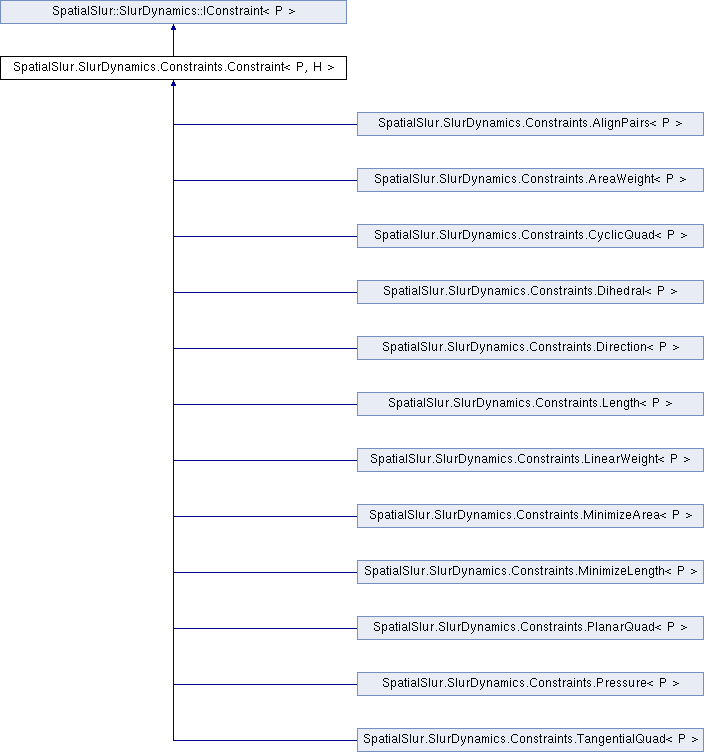 SpatialSlur::SlurDynamics::IConstraint< P >
SpatialSlur.SlurDynamics.Constraints.Constraint< P, H >
SpatialSlur.SlurDynamics.Constraints.AlignPairs< P >
SpatialSlur.SlurDynamics.Constraints.AreaWeight< P >
SpatialSlur.SlurDynamics.Constraints.CyclicQuad< P >
SpatialSlur.SlurDynamics.Constraints.Dihedral< P >
SpatialSlur.SlurDynamics.Constraints.Direction< P >
SpatialSlur.SlurDynamics.Constraints.Length< P >
SpatialSlur.SlurDynamics.Constraints.LinearWeight< P >
SpatialSlur.SlurDynamics.Constraints.MinimizeArea< P >
SpatialSlur.SlurDynamics.Constraints.MinimizeLength< P >
SpatialSlur.SlurDynamics.Constraints.PlanarQuad< P >
SpatialSlur.SlurDynamics.Constraints.Pressure< P >
SpatialSlur.SlurDynamics.Constraints.TangentialQuad< P >